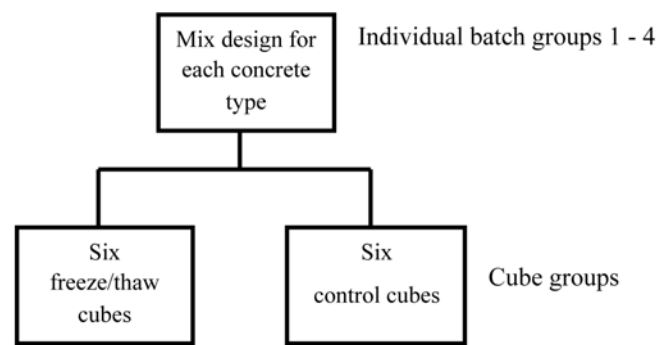 Mix design for
each concrete
type
Individual batch groups 1 - 4
Six
freeze/thaw
cubes
Six
control cubes
Cube groups